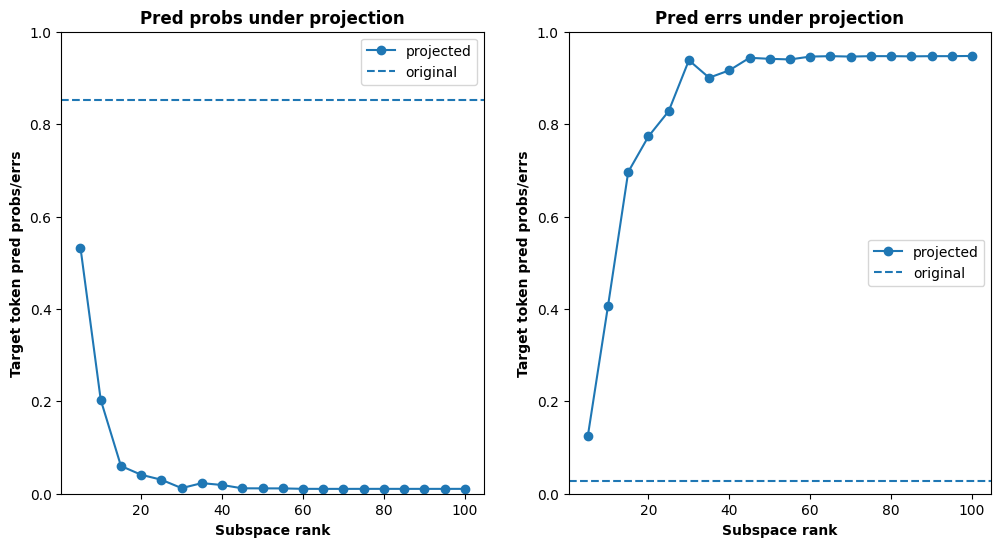 Pred probs under projection
Target token pred probs/errs
1.0
0.8
0.6
0.4
0.2
0.0
projected
original
20
40
60
80
100
Subspace rank
Pred errs under projection
Target token pred probs/errs
1.0
0.8
0.6
0.4
0.2
0.0
projected
original
20
40
60
80
100
Subspace rank